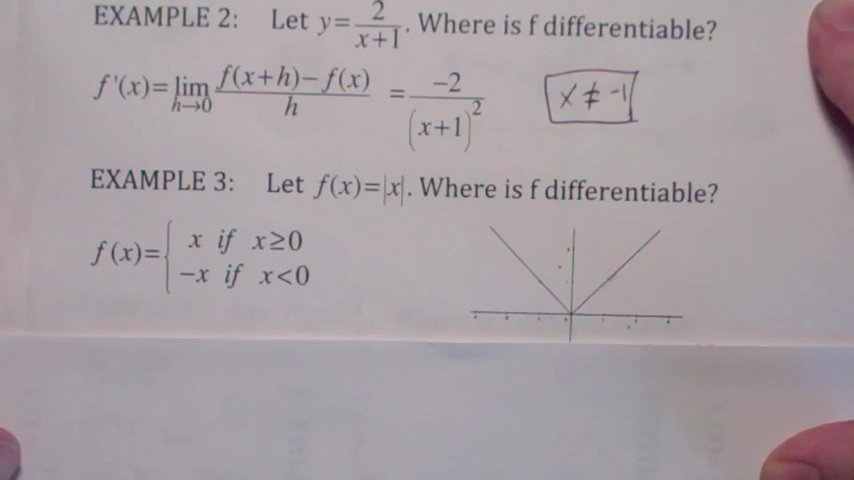 EXAMPLE 2: Let y=2/(x+1). Where is f differentiable?
f'(x)=lim h→0 (f(x+h)−f(x))/h = −2/(x+1)² x ≠ -1
EXAMPLE 3: Let f(x)=|x|. Where is f differentiable?
f(x)={ x if x≥0
−x if x<0